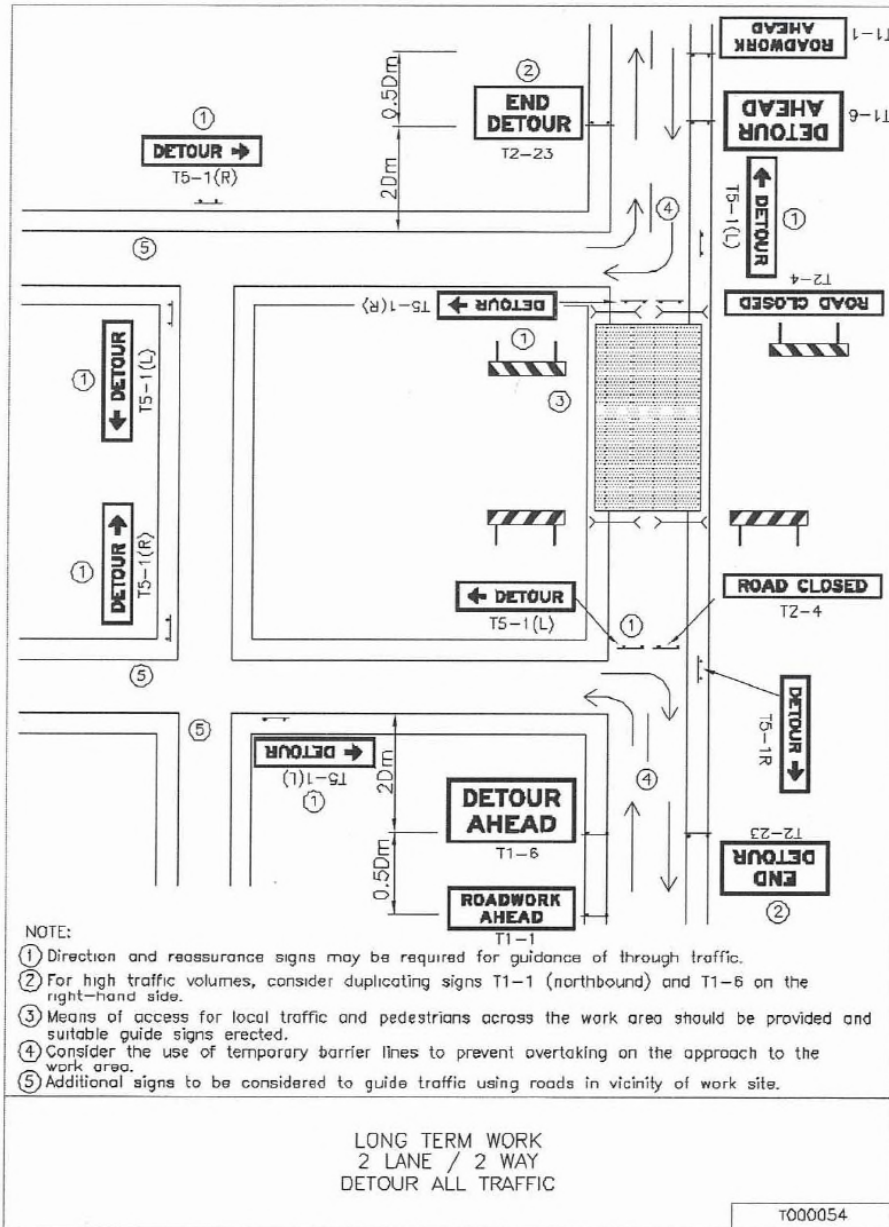 ROADWORK
AHEAD
T1-1
0.5Dm
②
END
DETOUR
T2-23
DETOUR
AHEAD
T1-6
①
DETOUR →
T5-1(R)
2Dm
④
← DETOUR
T5-1(L)
①
⑤
T2-4
ROAD CLOSED
DETOUR →
T5-1(R)
①
← DETOUR
T5-1(L)
①
③
DETOUR →
T5-1(R)
①
← DETOUR
T5-1(L)
①
ROAD CLOSED
T2-4
⑤
DETOUR →
T5-1R
⑤
← DETOUR
T5-1(L)
①
2Dm
④
DETOUR
AHEAD
T1-6
T2-23
END
DETOUR
②
0.5Dm
ROADWORK
AHEAD
T1-1
NOTE:
① Direction and reassurance signs may be required for guidance of through traffic.
② For high traffic volumes, consider duplicating signs T1-1 (northbound) and T1-6 on the
right-hand side.
③ Means of access for local traffic and pedestrians across the work area should be provided and
suitable guide signs erected.
④ Consider the use of temporary barrier lines to prevent overtaking on the approach to the
work area.
⑤ Additional signs to be considered to guide traffic using roads in vicinity of work site.
LONG TERM WORK
2 LANE / 2 WAY
DETOUR ALL TRAFFIC
T000054